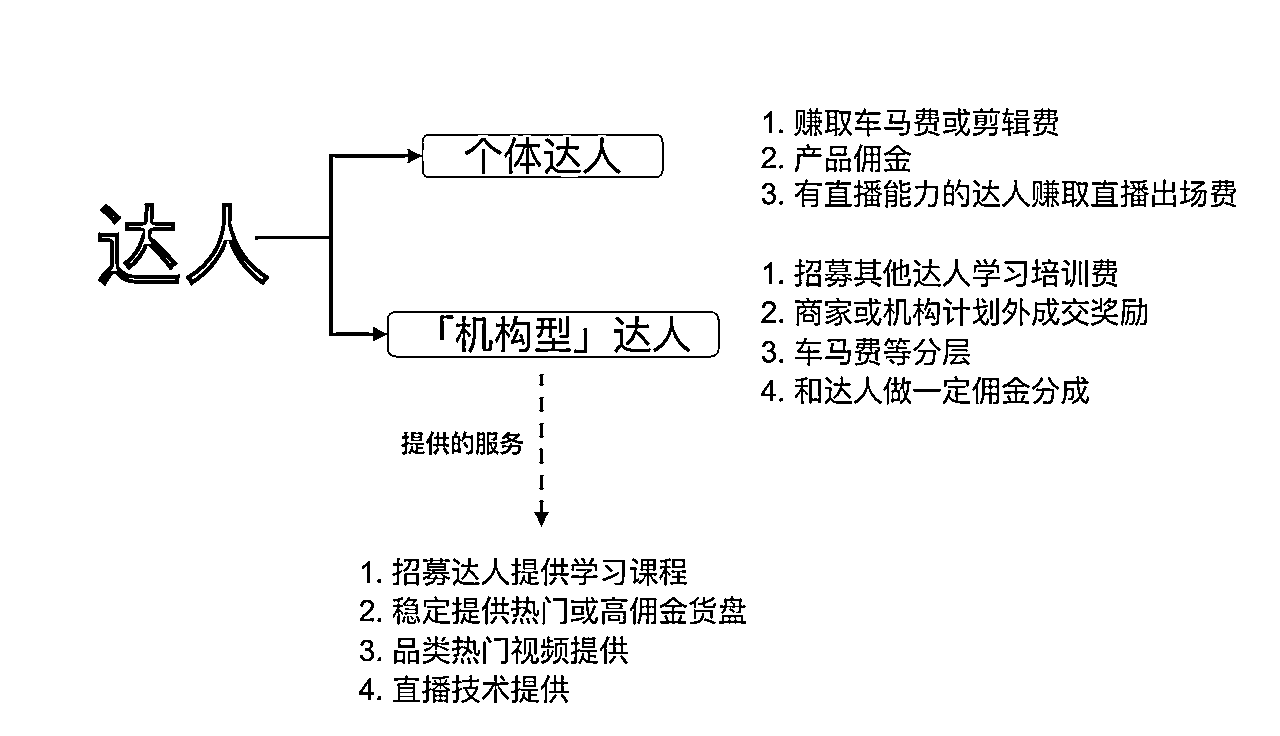 达人
个体达人
1. 赚取车马费或剪辑费
2. 产品佣金
3. 有直播能力的达人赚取直播出场费
「机构型」达人
1. 招募其他达人学习培训费
2. 商家或机构计划外成交奖励
3. 车马费等分层
4. 和达人做一定佣金分成
提供的服务
1. 招募达人提供学习课程
2. 稳定提供热门或高佣金货盘
3. 品类热门视频提供
4. 直播技术提供